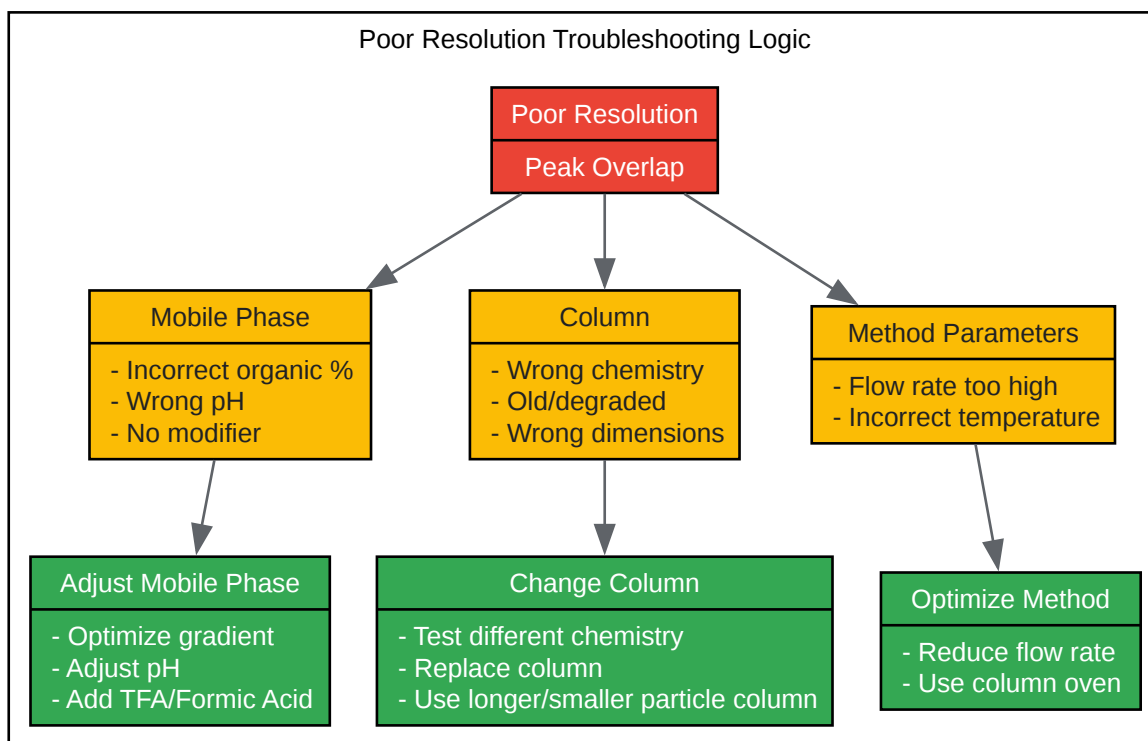 Poor Resolution Troubleshooting Logic
Poor Resolution
Peak Overlap
Mobile Phase
- Incorrect organic %
- Wrong pH
- No modifier
Column
- Wrong chemistry
- Old/degraded
- Wrong dimensions
Method Parameters
- Flow rate too high
- Incorrect temperature
Adjust Mobile Phase
- Optimize gradient
- Adjust pH
- Add TFA/Formic Acid
Change Column
- Test different chemistry
- Replace column
- Use longer/smaller particle column
Optimize Method
- Reduce flow rate
- Use column oven